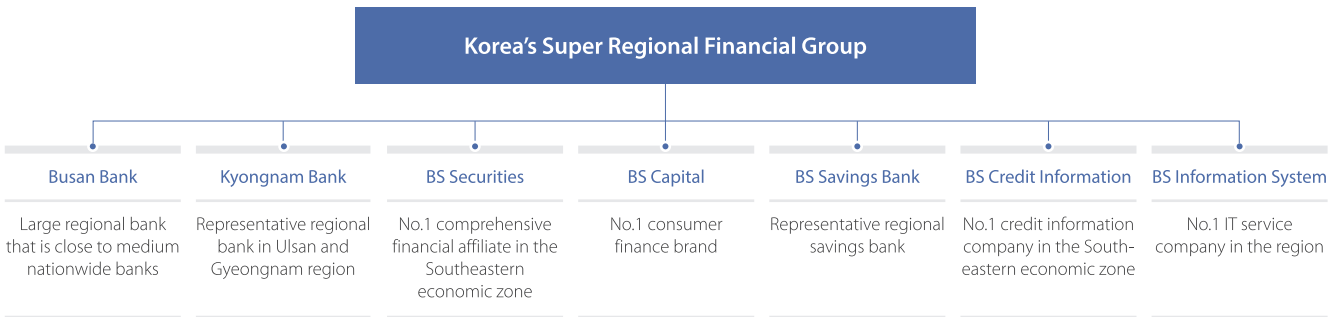 Korea’s Super Regional Financial Group
Busan Bank
Large regional bank
that is close to medium
nationwide banks
Kyongnam Bank
Representative regional
bank in Ulsan and
Gyeongnam region
BS Securities
No.1 comprehensive
financial affiliate in the
Southeastern
economic zone
BS Capital
No.1 consumer
finance brand
BS Savings Bank
Representative regional
savings bank
BS Credit Information
No.1 credit information
company in the South-
eastern economic zone
BS Information System
No.1 IT service
company in the region